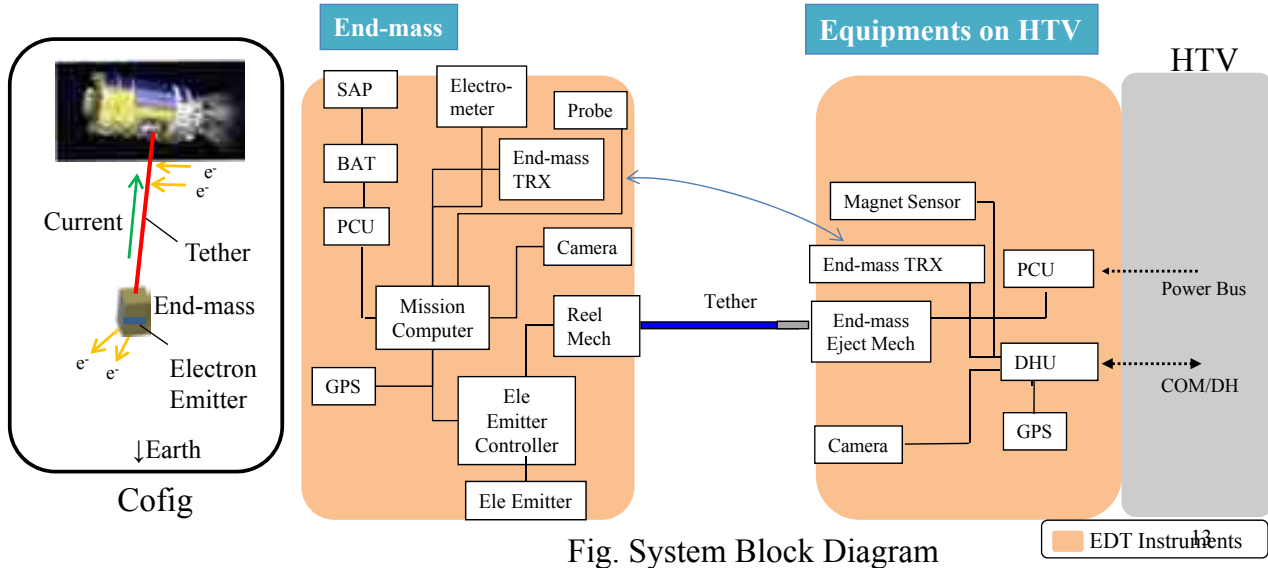 e-
e-
Current
Tether
End-mass
e-
e-
Electron
Emitter
↓Earth
Cofig
End-mass
SAP
Electro-
meter
Probe
BAT
End-mass
TRX
PCU
Camera
Mission
Computer
Reel
Mech
GPS
Ele
Emitter
Controller
Ele Emitter
Tether
Equipments on HTV
HTV
Magnet Sensor
End-mass TRX
PCU
Power Bus
End-mass
Eject Mech
DHU
COM/DH
GPS
Camera
EDT Instruments
13
Fig. System Block Diagram